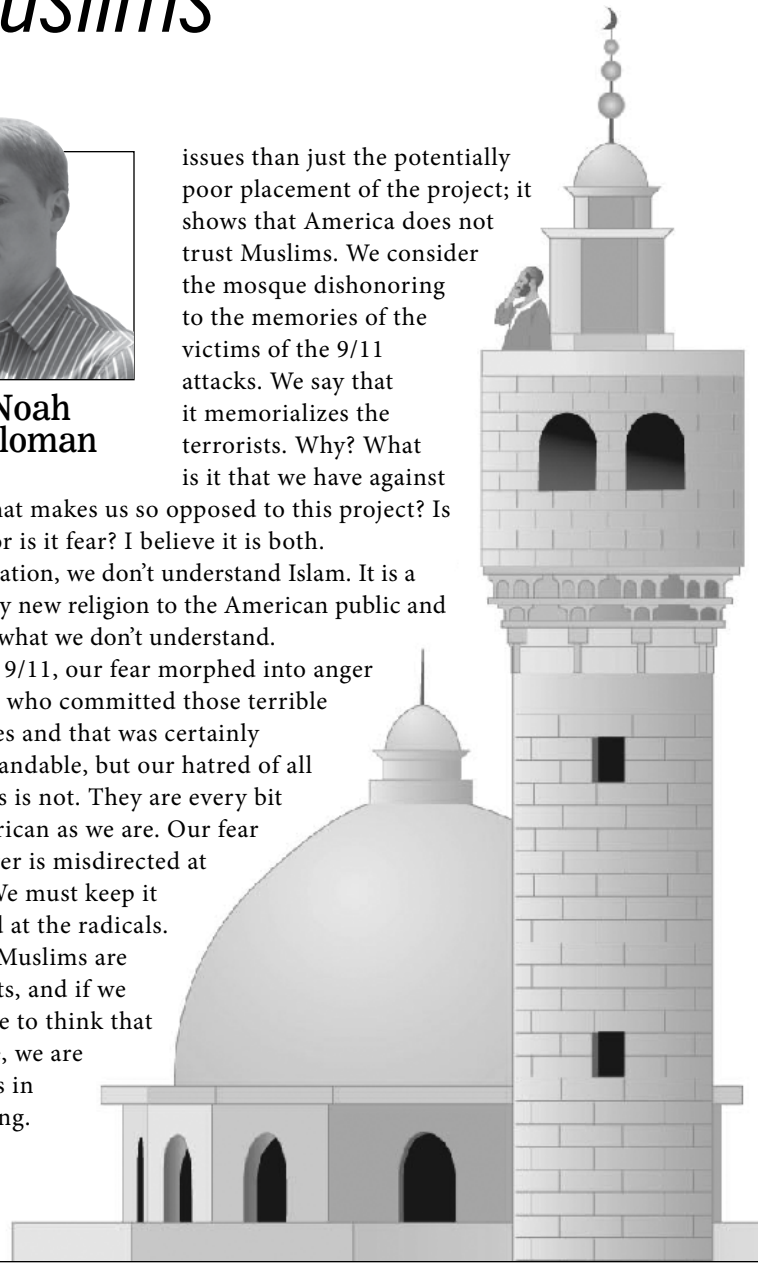 uslims
Noah
loman
issues than just the potentially
poor placement of the project; it
shows that America does not
trust Muslims. We consider
the mosque dishonoring
to the memories of the
victims of the 9/11
attacks. We say that
it memorializes the
terrorists. Why? What
is it that we have against
hat makes us so opposed to this project? Is
or is it fear? I believe it is both.
ation, we don’t understand Islam. It is a
y new religion to the American public and
what we don’t understand.
9/11, our fear morphed into anger
who committed those terrible
es and that was certainly
andable, but our hatred of all
s is not. They are every bit
rican as we are. Our fear
er is misdirected at
We must keep it
d at the radicals.
Muslims are
ts, and if we
e to think that
, we are
s in
ng.